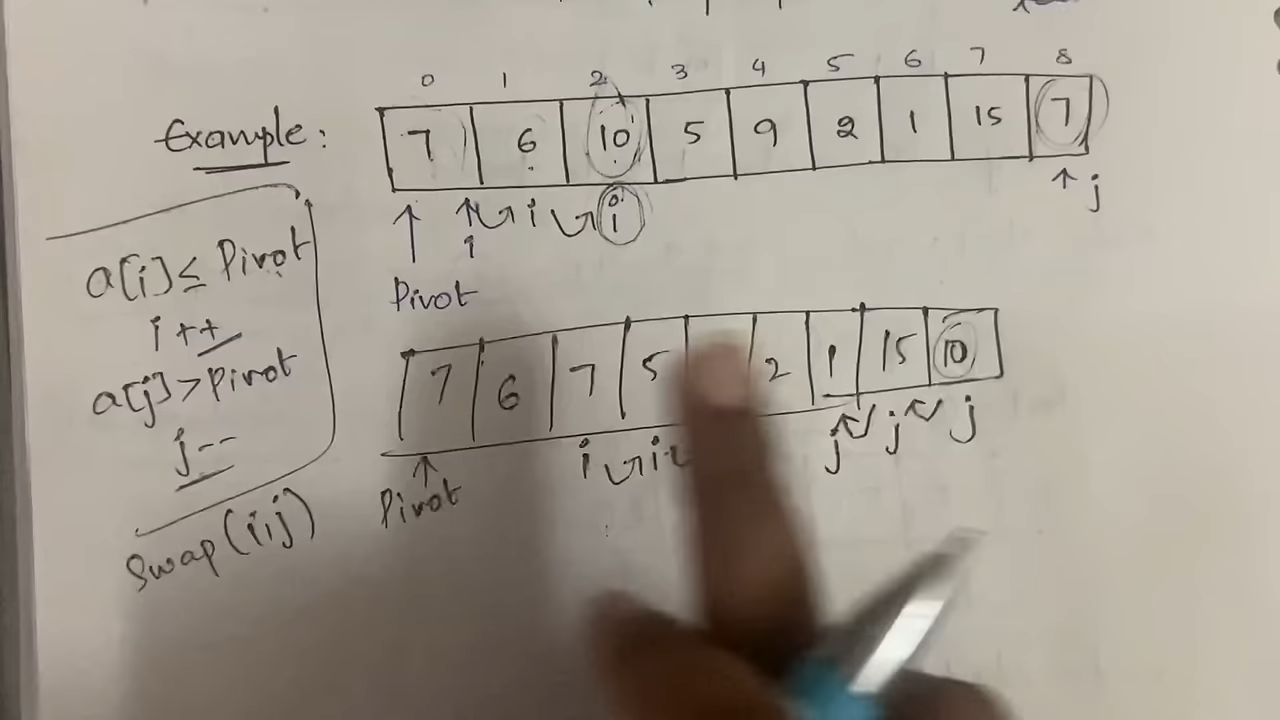 0 1 2 3 4 5 6 7 8
Example: 7 6 10 5 9 2 1 15 7
i i i j
Pivot
a[i] ≤ Pivot
i++
a[j] > Pivot
j--
Swap(i,j)
7 6 7 5 2 1 15 10
i i j j j
Pivot